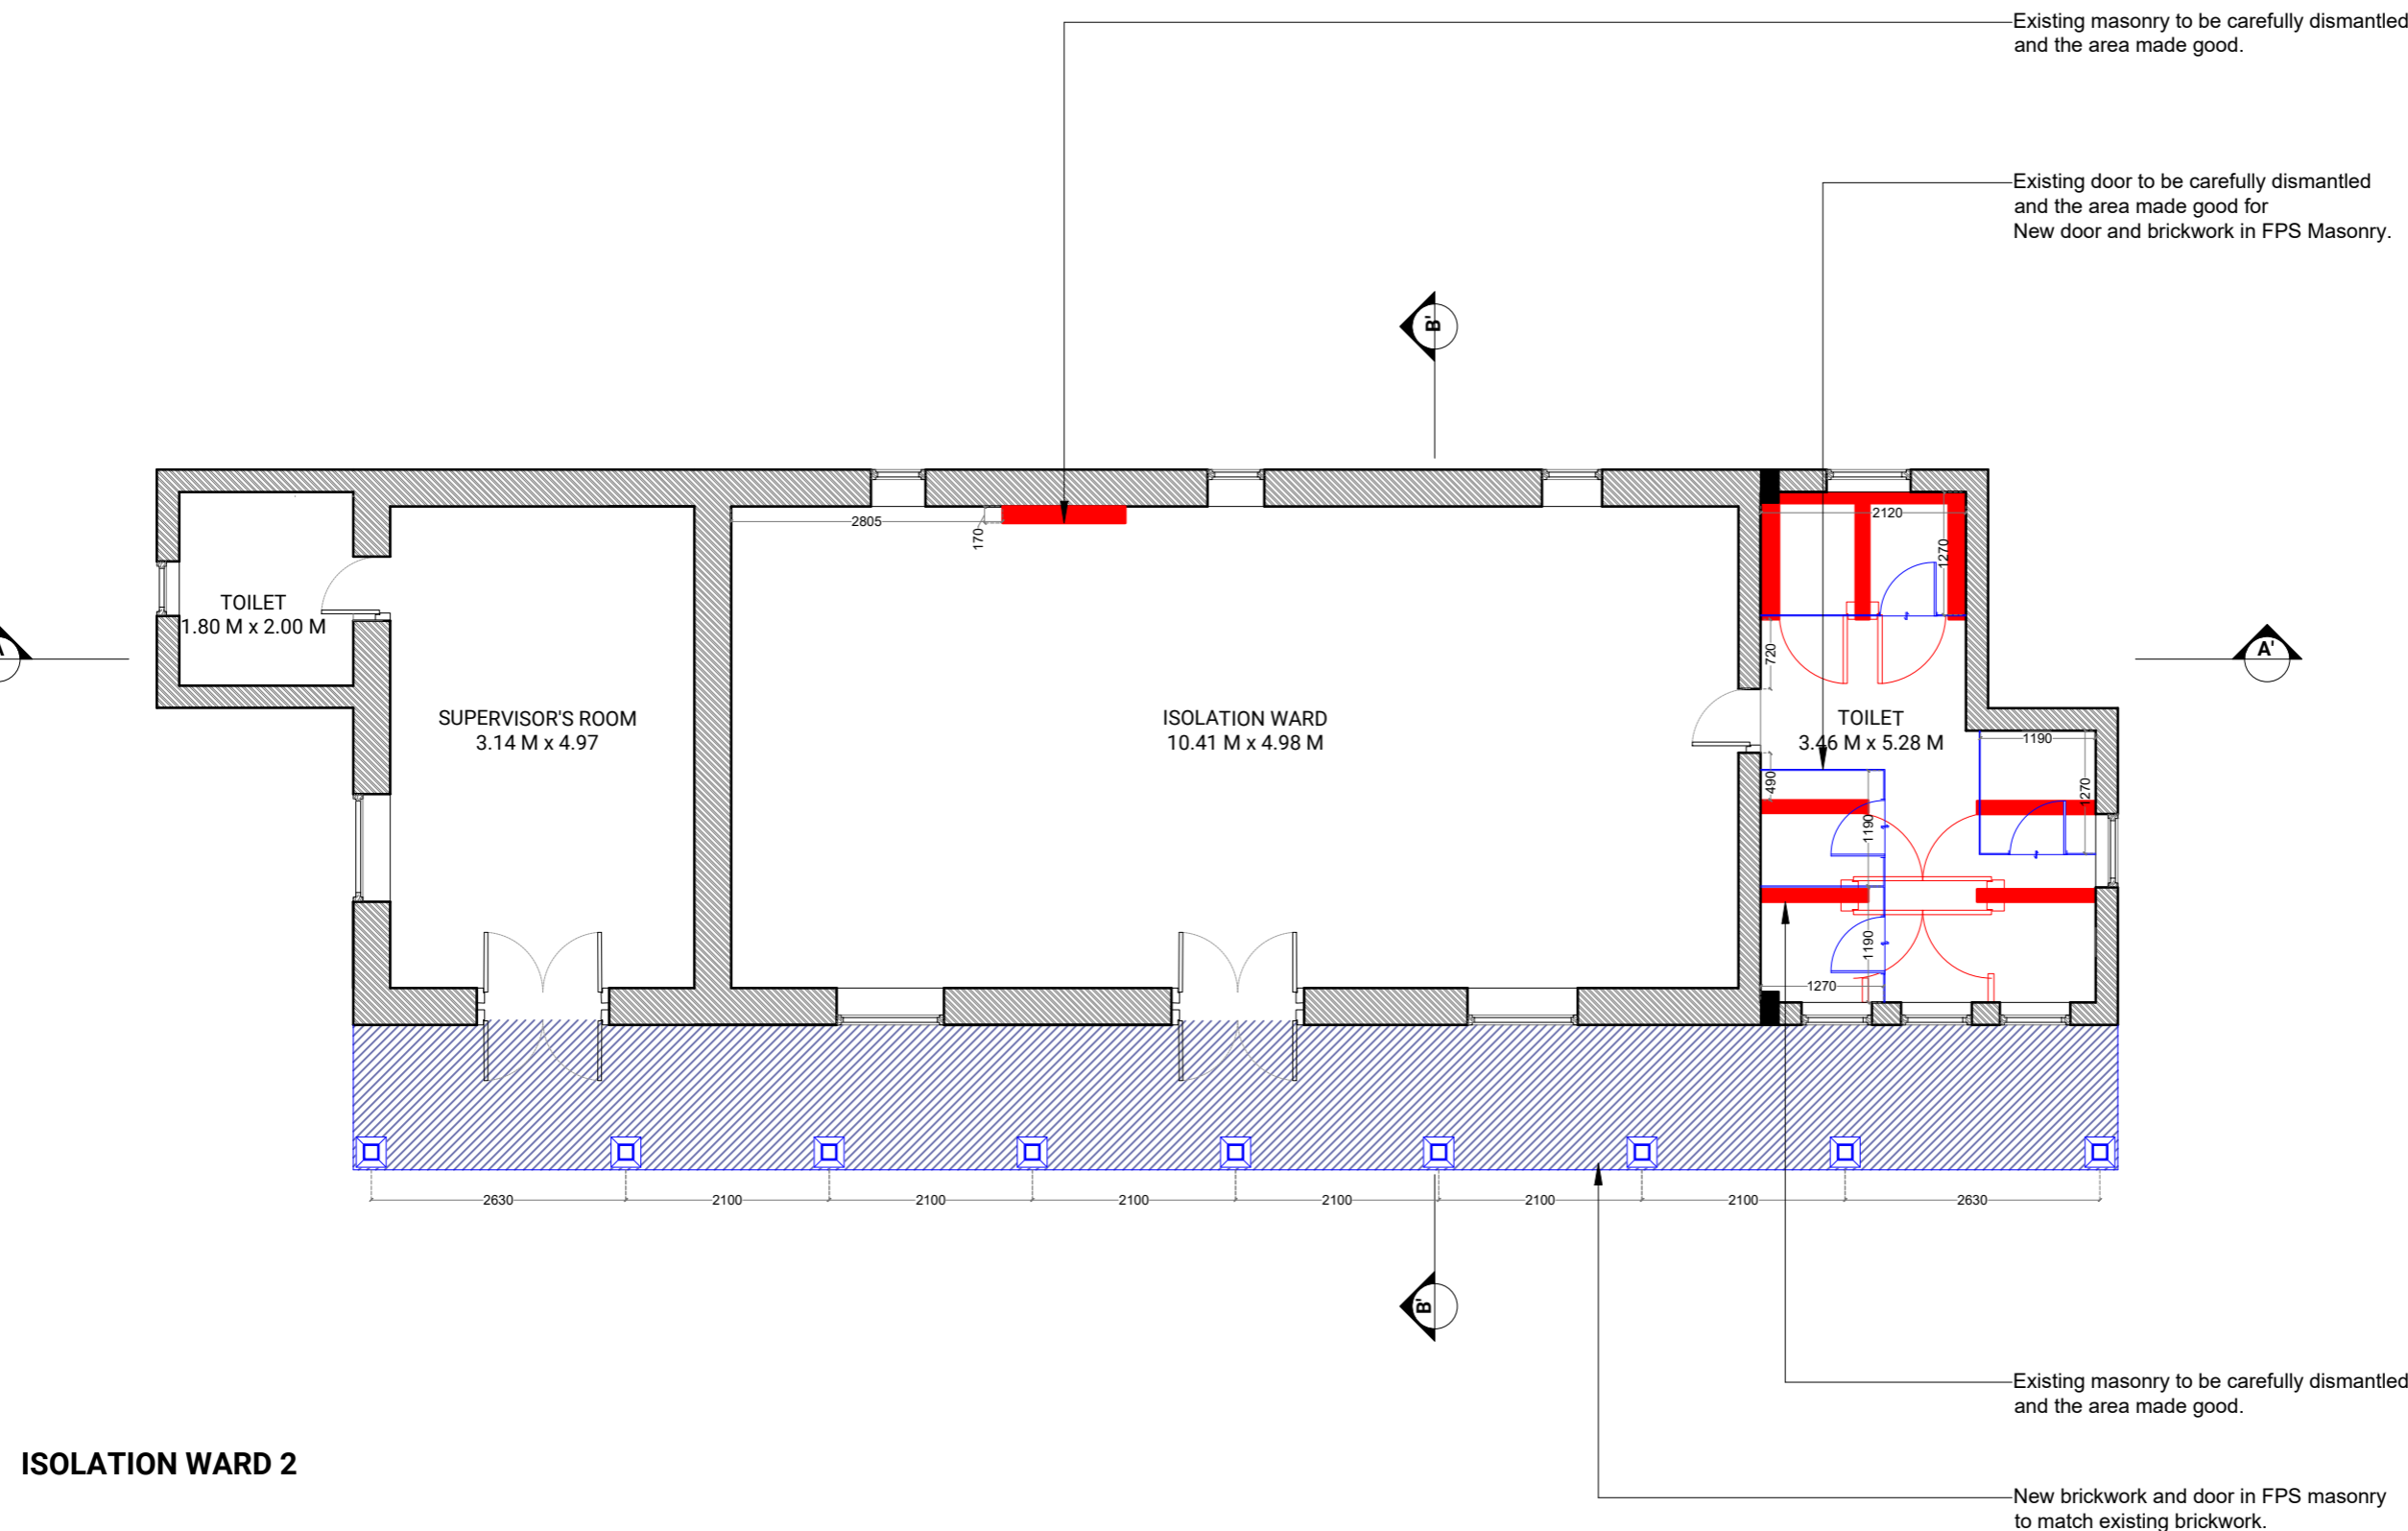 Existing masonry to be carefully dismantled
and the area made good.
Existing door to be carefully dismantled
and the area made good for
New door and brickwork in FPS Masonry.
B'
2805
170
2120
1270
TOILET
1.80 M x 2.00 M
720
A'
SUPERVISOR'S ROOM
3.14 M x 4.97
ISOLATION WARD
10.41 M x 4.98 M
TOILET
3.46 M x 5.28 M
1190
490
1270
1190
1190
1270
2630
2100
2100
2100
2100
2100
2100
2630
B'
Existing masonry to be carefully dismantled
and the area made good.
ISOLATION WARD 2
New brickwork and door in FPS masonry
to match existing brickwork.